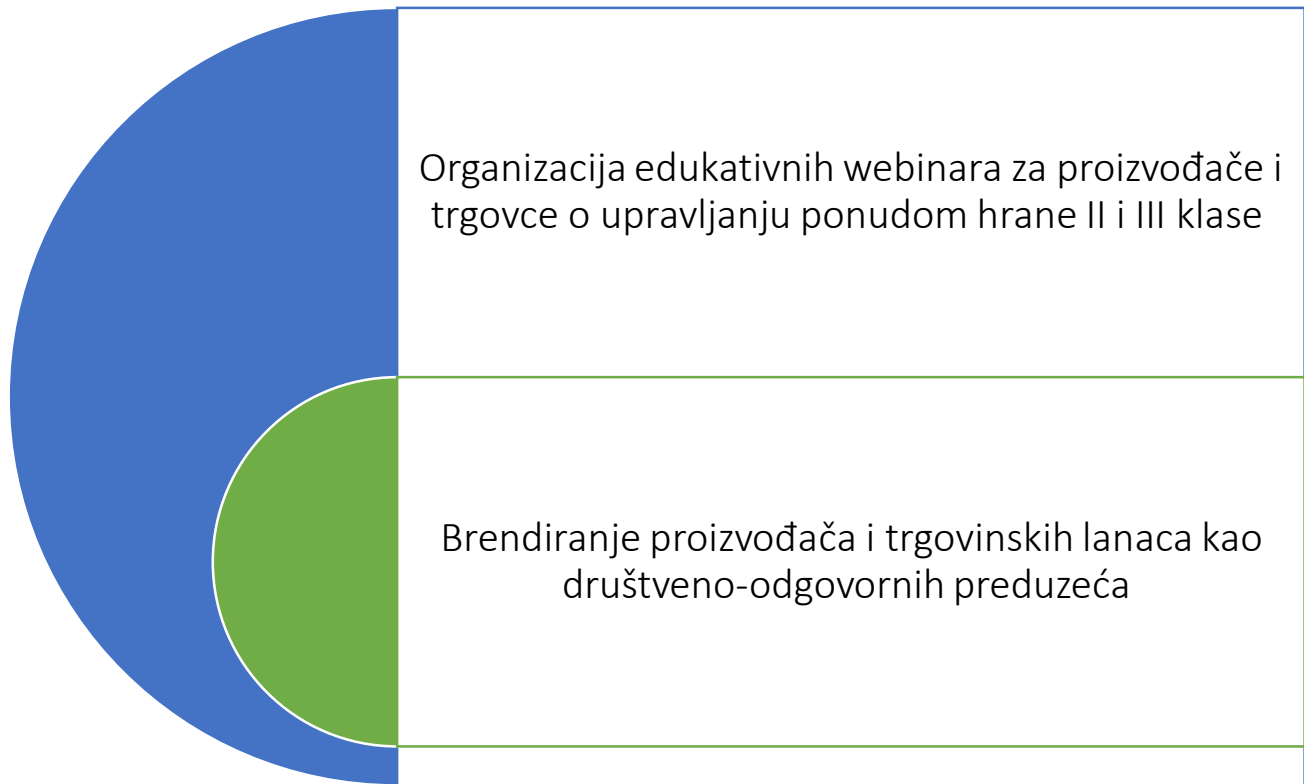 Organizacija edukativnih webinara za proizvođače i
trgovce o upravljanju ponudom hrane II i III klase
Brendiranje proizvođača i trgovinskih lanaca kao
društveno-odgovornih preduzeća